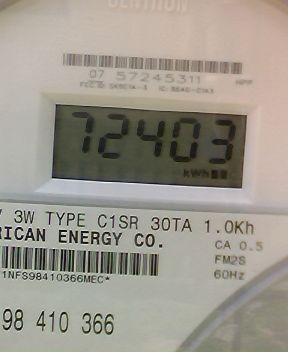 CENTRON
07 57245311
72403
kWh
3W TYPE C1SR 30TA 1.0Kh
RICAN ENERGY CO.
CA 0.5
FM2S
60Hz
1NFS98410366MEC*
98 410 366